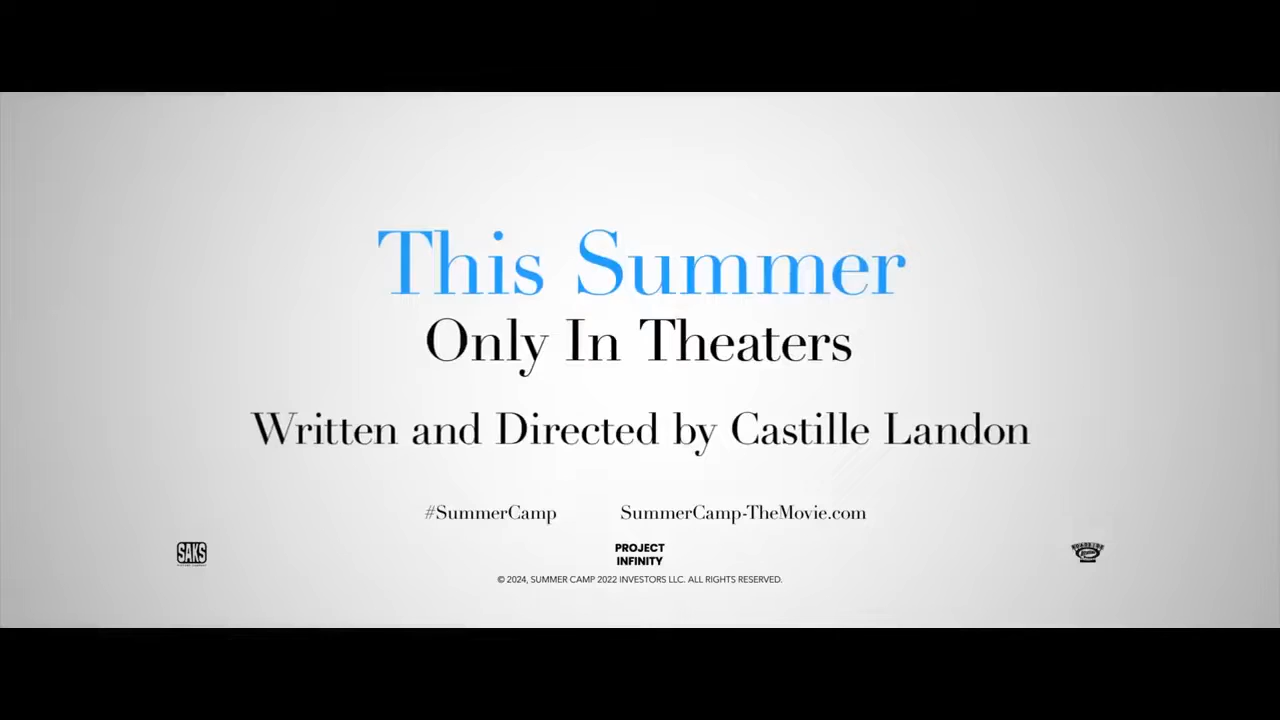 This Summer
Only In Theaters
Written and Directed by Castille Landon
#SummerCamp SummerCamp-TheMovie.com
SAKS
PROJECT
INFINITY
© 2024, SUMMER CAMP 2022 INVESTORS LLC. ALL RIGHTS RESERVED.